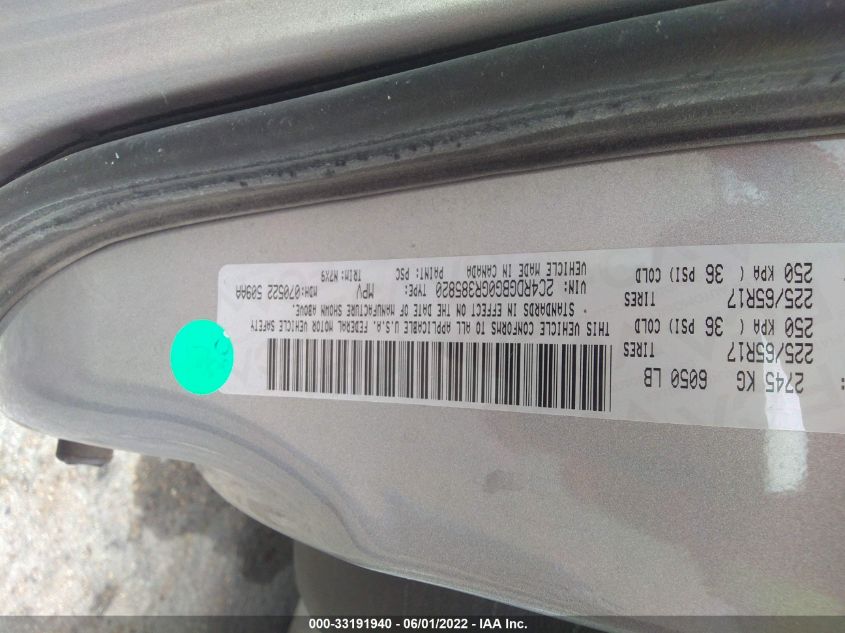 2745 KG 6050 LB
TIRES
225/65R17
250 KPA ( 36 PSI) COLD
TIRES
225/65R17
250 KPA ( 36 PSI) COLD
THIS VEHICLE CONFORMS TO ALL APPLICABLE U.S.A. FEDERAL MOTOR VEHICLE SAFETY
STANDARDS IN EFFECT ON THE DATE OF MANUFACTURE SHOWN ABOVE.
VIN: 2C4RDGBG0GR385820 TYPE: MPV MDH:070522 509AA
VEHICLE MADE IN CANADA PAINT: PSC TRIM: M7X9
000-33191940 - 06/01/2022 - IAA Inc.